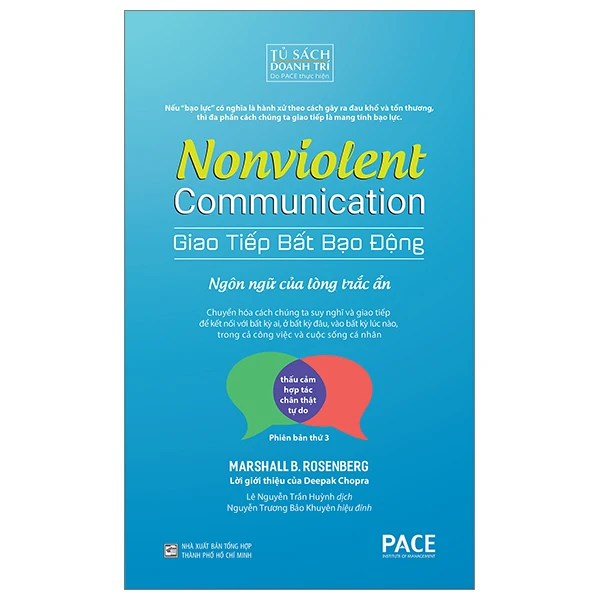 TỦ SÁCH
DOANH TRÍ
Do PACE thực hiện
Nếu “bạo lực” có nghĩa là hành xử theo cách gây ra đau khổ và tổn thương,
thì đa phần cách chúng ta giao tiếp là mang tính bạo lực.
Nonviolent
Communication
Giao Tiếp Bất Bạo Động
Ngôn ngữ của lòng trắc ẩn
Chuyển hóa cách chúng ta suy nghĩ và giao tiếp
để kết nối với bất kỳ ai, ở bất kỳ đâu, vào bất kỳ lúc nào,
trong cả công việc và cuộc sống cá nhân
thấu cảm
hợp tác
chân thật
tự do
Phiên bản thứ 3
MARSHALL B. ROSENBERG
Lời giới thiệu của Deepak Chopra
Lê Nguyễn Trần Huỳnh dịch
Nguyễn Trương Bảo Khuyên hiệu đính
NHÀ XUẤT BẢN TỔNG HỢP
THÀNH PHỐ HỒ CHÍ MINH
PACE
INSTITUTE OF MANAGEMENT